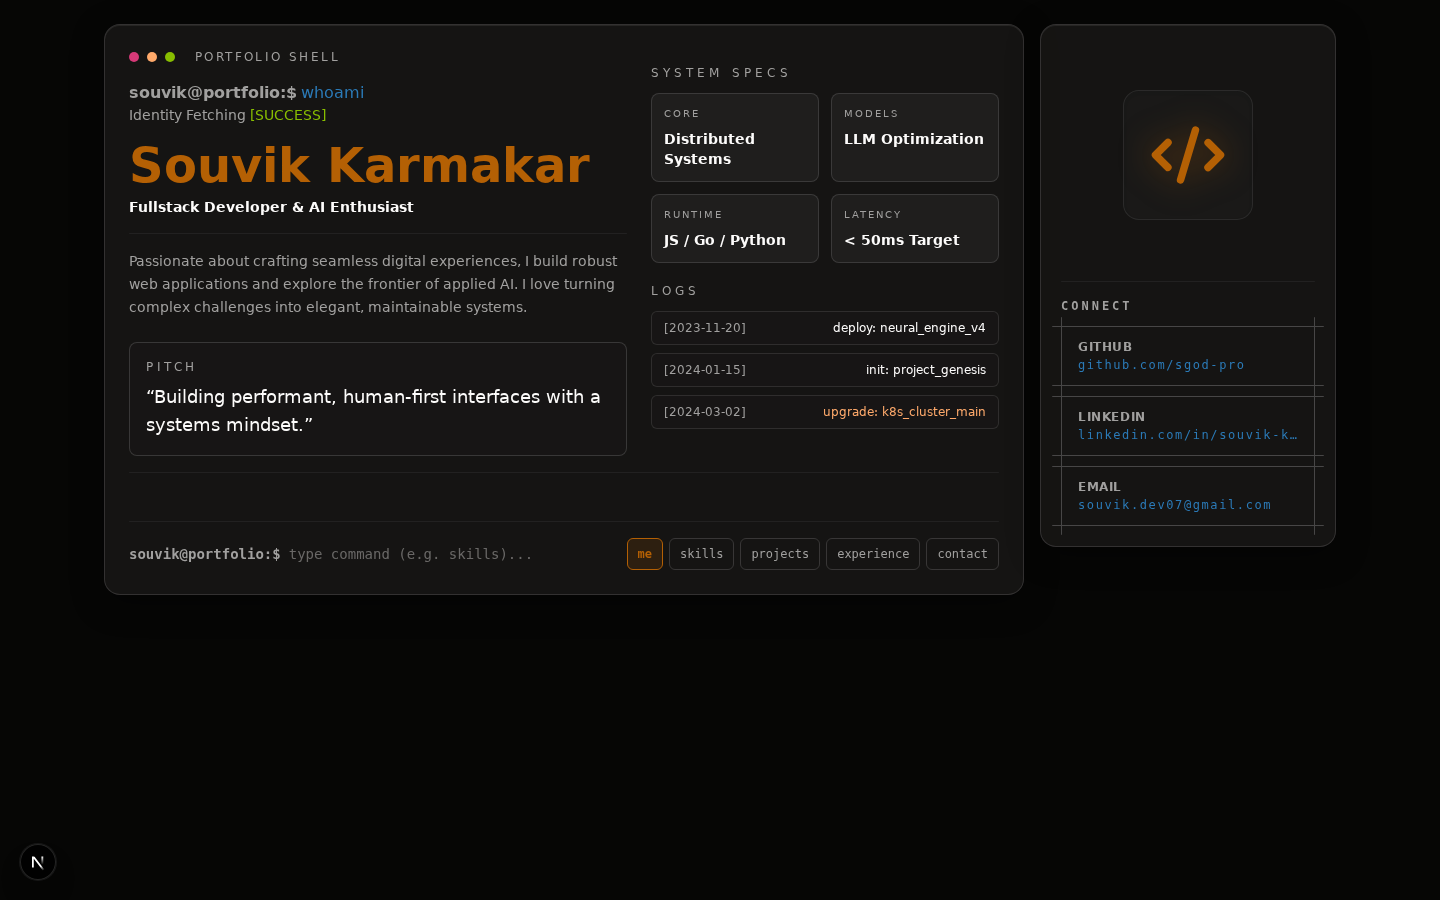 PORTFOLIO SHELL
souvik@portfolio:$ whoami
Identity Fetching [SUCCESS]
Souvik Karmakar
Fullstack Developer & AI Enthusiast
Passionate about crafting seamless digital experiences, I build robust
web applications and explore the frontier of applied AI. I love turning
complex challenges into elegant, maintainable systems.
PITCH
“Building performant, human-first interfaces with a
systems mindset.”
SYSTEM SPECS
CORE
Distributed
Systems
MODELS
LLM Optimization
RUNTIME
JS / Go / Python
LATENCY
< 50ms Target
LOGS
[2023-11-20] deploy: neural_engine_v4
[2024-01-15] init: project_genesis
[2024-03-02] upgrade: k8s_cluster_main
souvik@portfolio:$ type command (e.g. skills)...
me skills projects experience contact
</>
CONNECT
GITHUB
github.com/sgod-pro
LINKEDIN
linkedin.com/in/souvik-k…
EMAIL
souvik.dev07@gmail.com
N